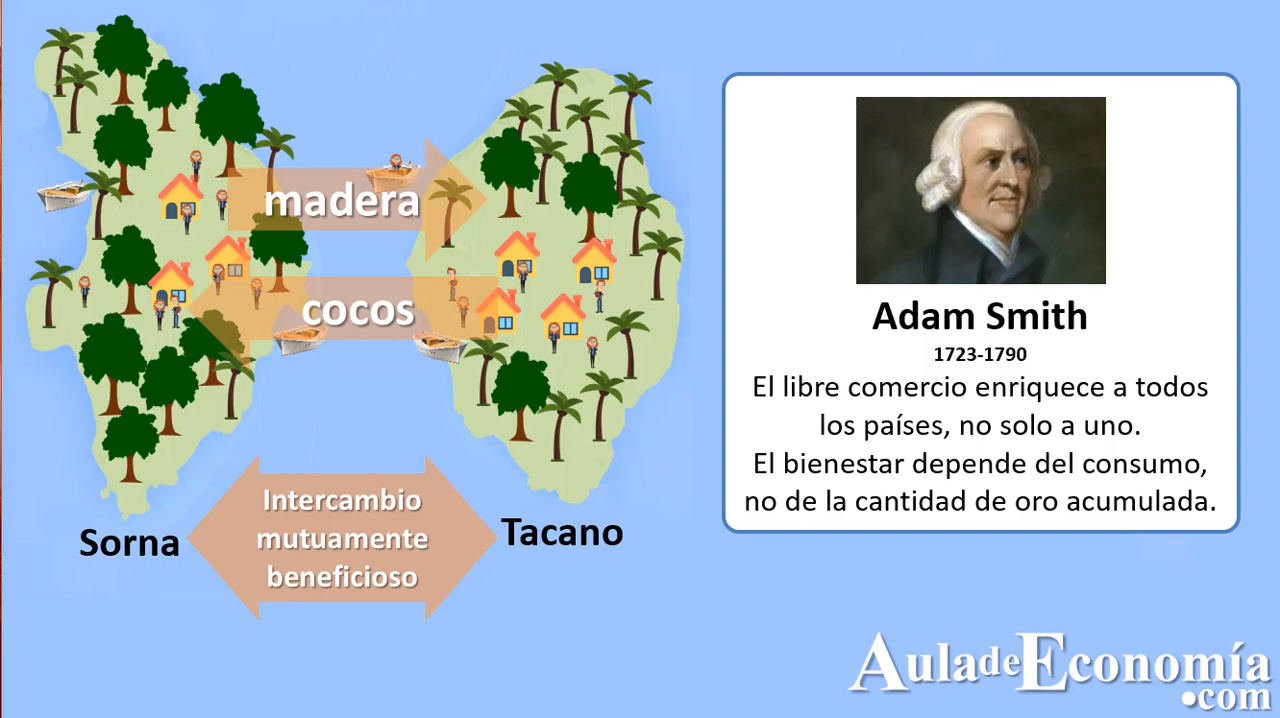 madera
cocos
Intercambio
mutuamente
beneficioso
Sorna
Tacano
Adam Smith
1723-1790
El libre comercio enriquece a todos
los países, no solo a uno.
El bienestar depende del consumo,
no de la cantidad de oro acumulada.
AuladeEconomía
.com